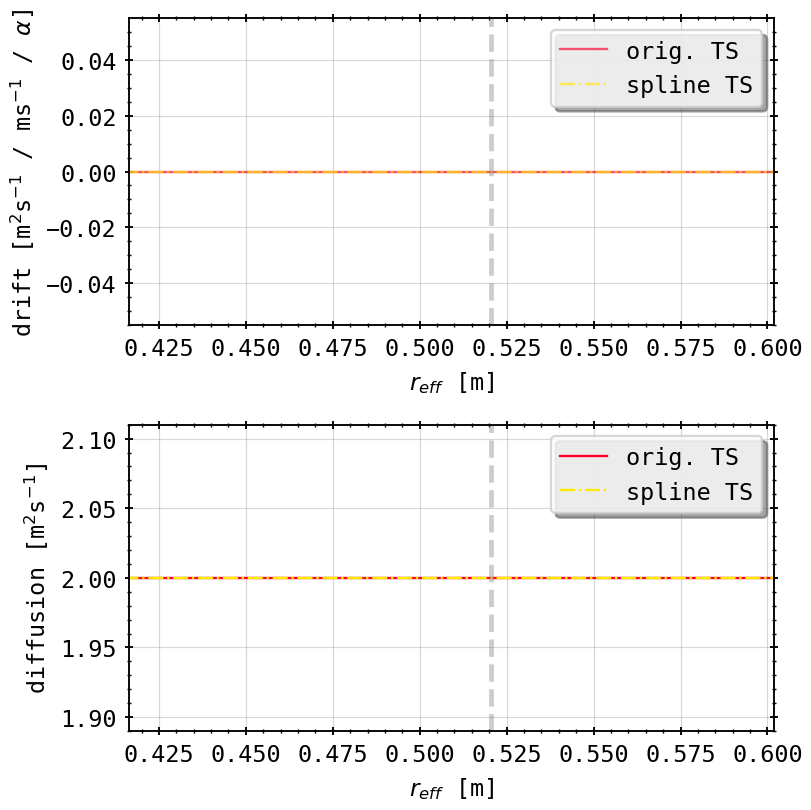 drift [m²s⁻¹ / ms⁻¹ / α]
0.04
0.02
0.00
−0.02
−0.04
orig. TS
spline TS
0.425 0.450 0.475 0.500 0.525 0.550 0.575 0.600
r_eff [m]
diffusion [m²s⁻¹]
2.10
2.05
2.00
1.95
1.90
orig. TS
spline TS
0.425 0.450 0.475 0.500 0.525 0.550 0.575 0.600
r_eff [m]